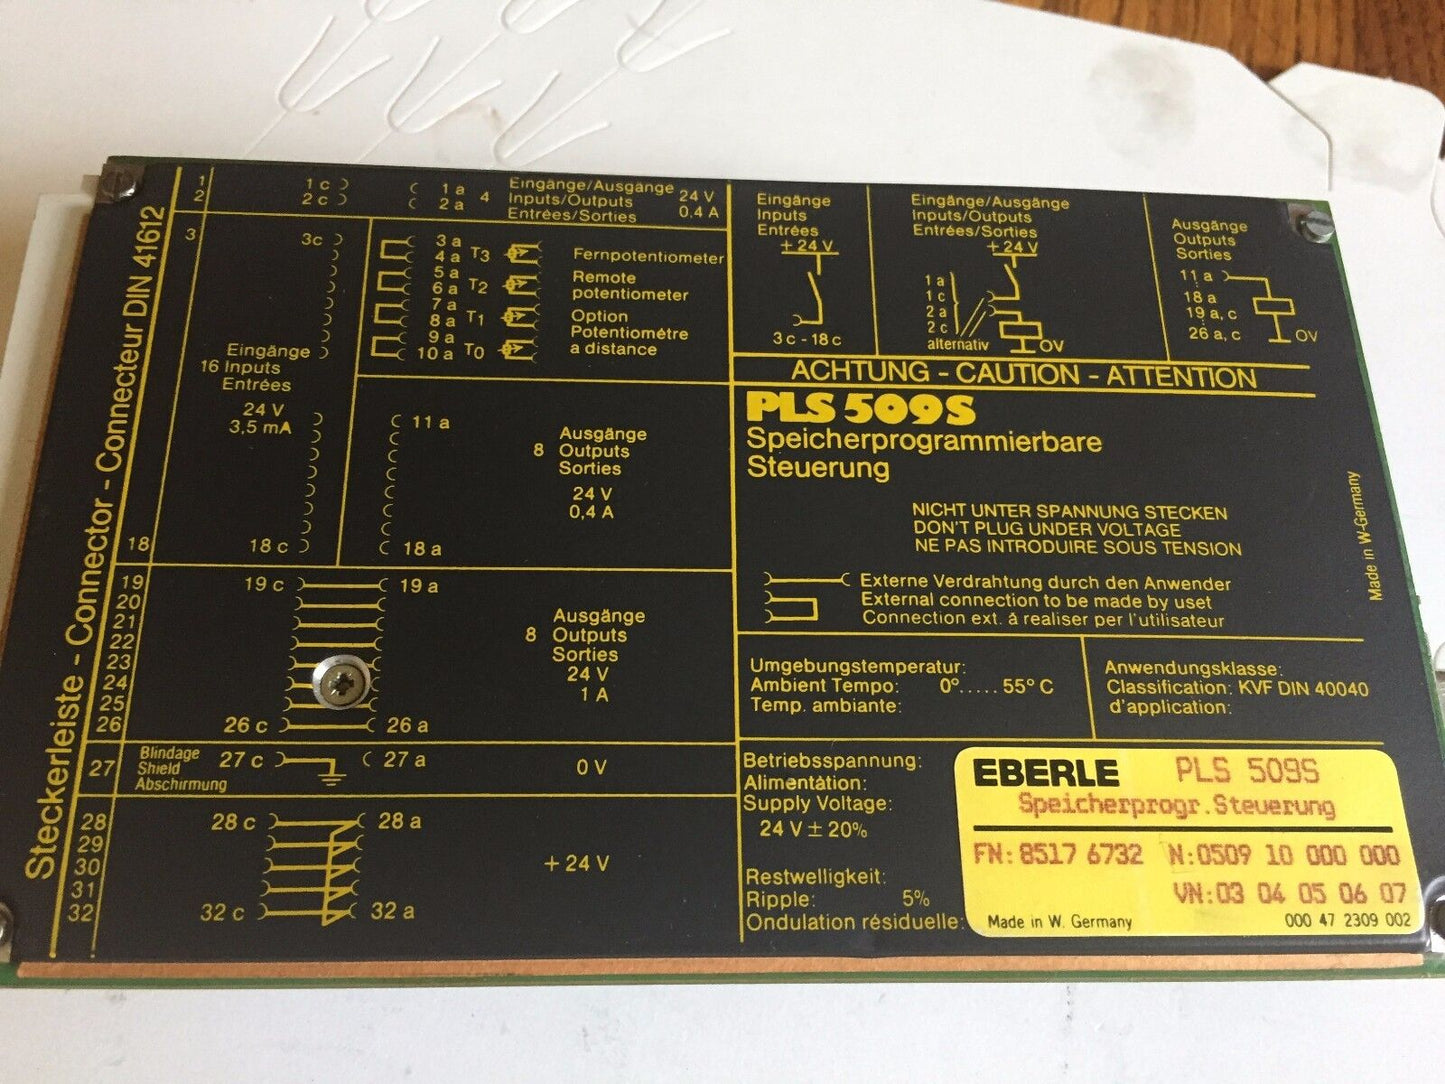 Steckerleiste - Connector - Connecteur DIN 41612
1
2
1 c
2 c
1 a
2 a
4
Eingänge/Ausgänge
Inputs/Outputs
Entrées/Sorties
24 V
0,4 A
3
3c
3 a
4 a
5 a
6 a
7 a
8 a
9 a
10 a
T3
T2
T1
T0
Fernpotentiometer
Remote
potentiometer
Option
Potentiomètre
a distance
Eingänge
16 Inputs
Entrées
24 V
3,5 mA
11 a
Ausgänge
8 Outputs
Sorties
24 V
0,4 A
18
18 c
18 a
19
20
21
22
23
24
25
26
19 c
19 a
Ausgänge
8 Outputs
Sorties
24 V
1 A
26 c
26 a
27
Blindage
Shield
Abschirmung
27 c
27 a
0 V
28
29
30
31
32
28 c
28 a
+ 24 V
32 c
32 a
Eingänge
Inputs
Entrées
+ 24 V
3 c - 18 c
Eingänge/Ausgänge
Inputs/Outputs
Entrées/Sorties
+ 24 V
1 a
1 c
2 a
2 c
alternativ
OV
Ausgänge
Outputs
Sorties
11 a
18 a
19 a, c
26 a, c
OV
ACHTUNG - CAUTION - ATTENTION
PLS 509S
Speicherprogrammierbare
Steuerung
NICHT UNTER SPANNUNG STECKEN
DON'T PLUG UNDER VOLTAGE
NE PAS INTRODUIRE SOUS TENSION
Made in W-Germany
Externe Verdrahtung durch den Anwender
External connection to be made by uset
Connection ext. á realiser per l'utilisateur
Umgebungstemperatur:
Ambient Tempo: 0°..... 55° C
Temp. ambiante:
Anwendungsklasse:
Classification: KVF DIN 40040
d'application:
Betriebsspannung:
Alimentàtion:
Supply Voltage:
24 V ± 20%
Restwelligkeit:
Ripple: 5%
Ondulation résiduelle:
EBERLE PLS 509S
Speicherprogr.Steuerung
FN: 8517 6732 N:0509 10 000 000
VN:03 04 05 06 07
Made in W. Germany 000 47 2309 002